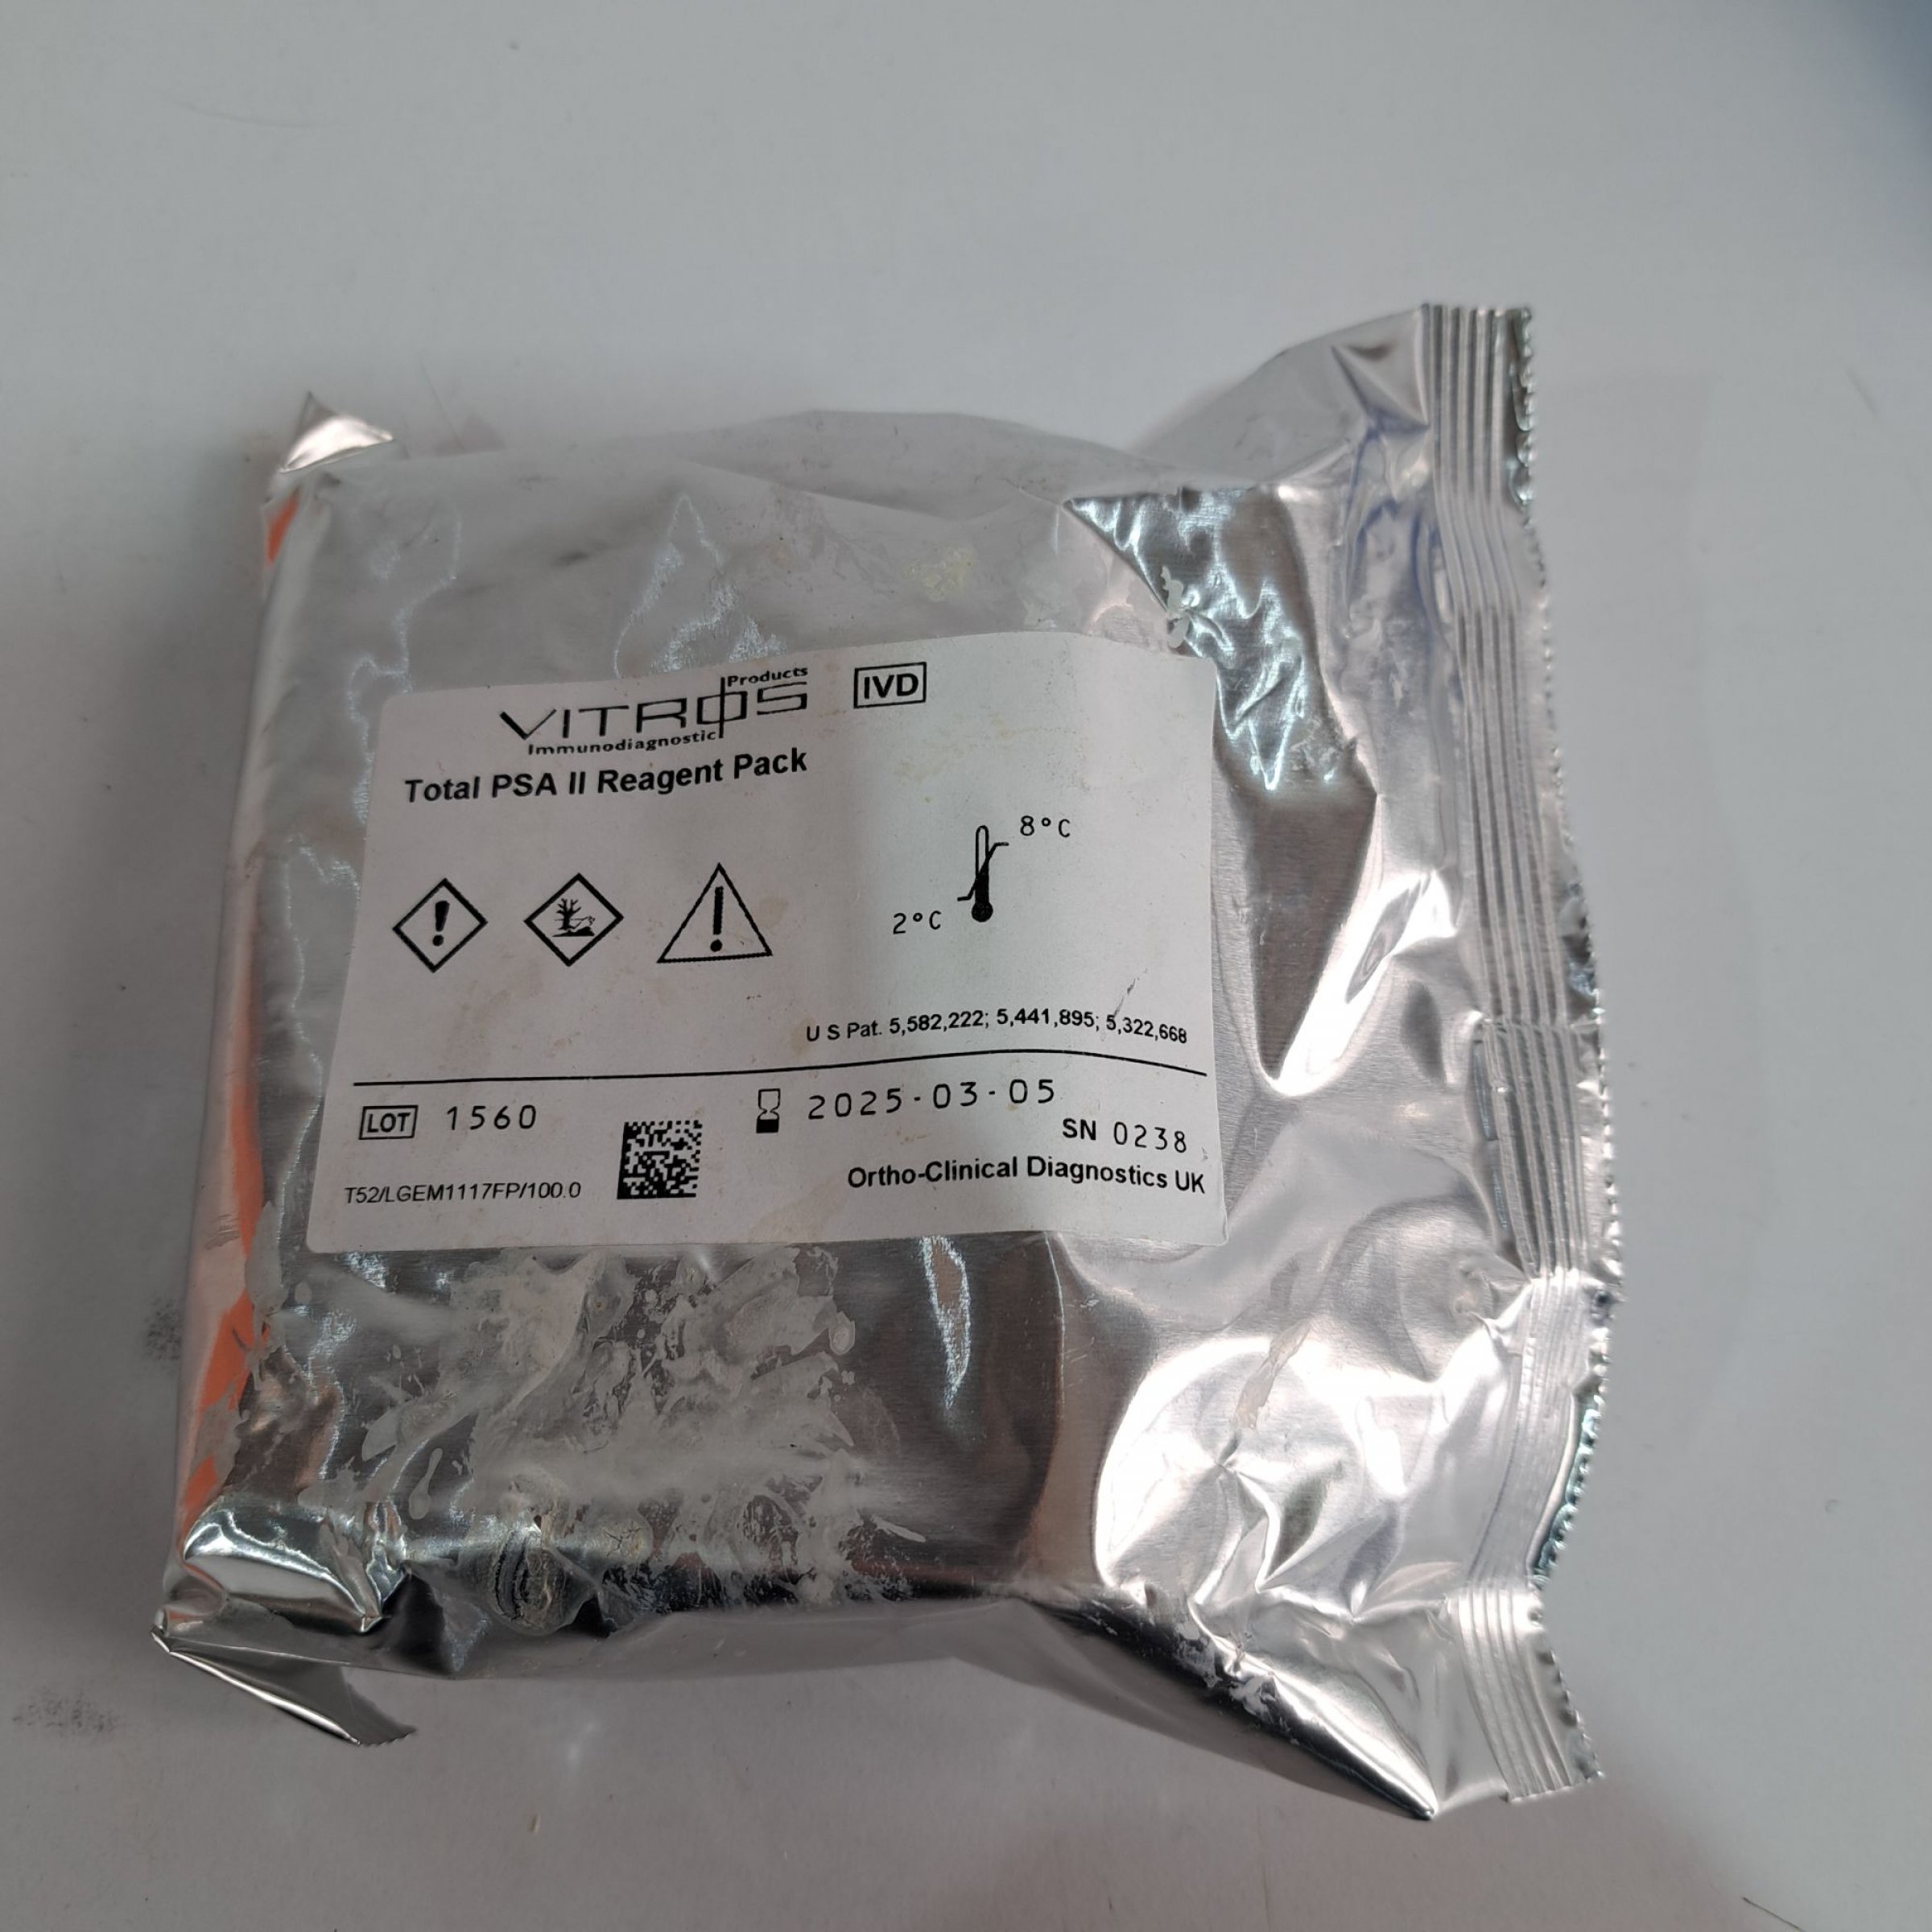 Products
VITROS
Immunodiagnostic
IVD
Total PSA II Reagent Pack
8°C
2°C
U S Pat. 5,582,222; 5,441,895; 5,322,668
LOT 1560
2025-03-05
SN 0238
T52/LGEM1117FP/100.0
Ortho-Clinical Diagnostics UK